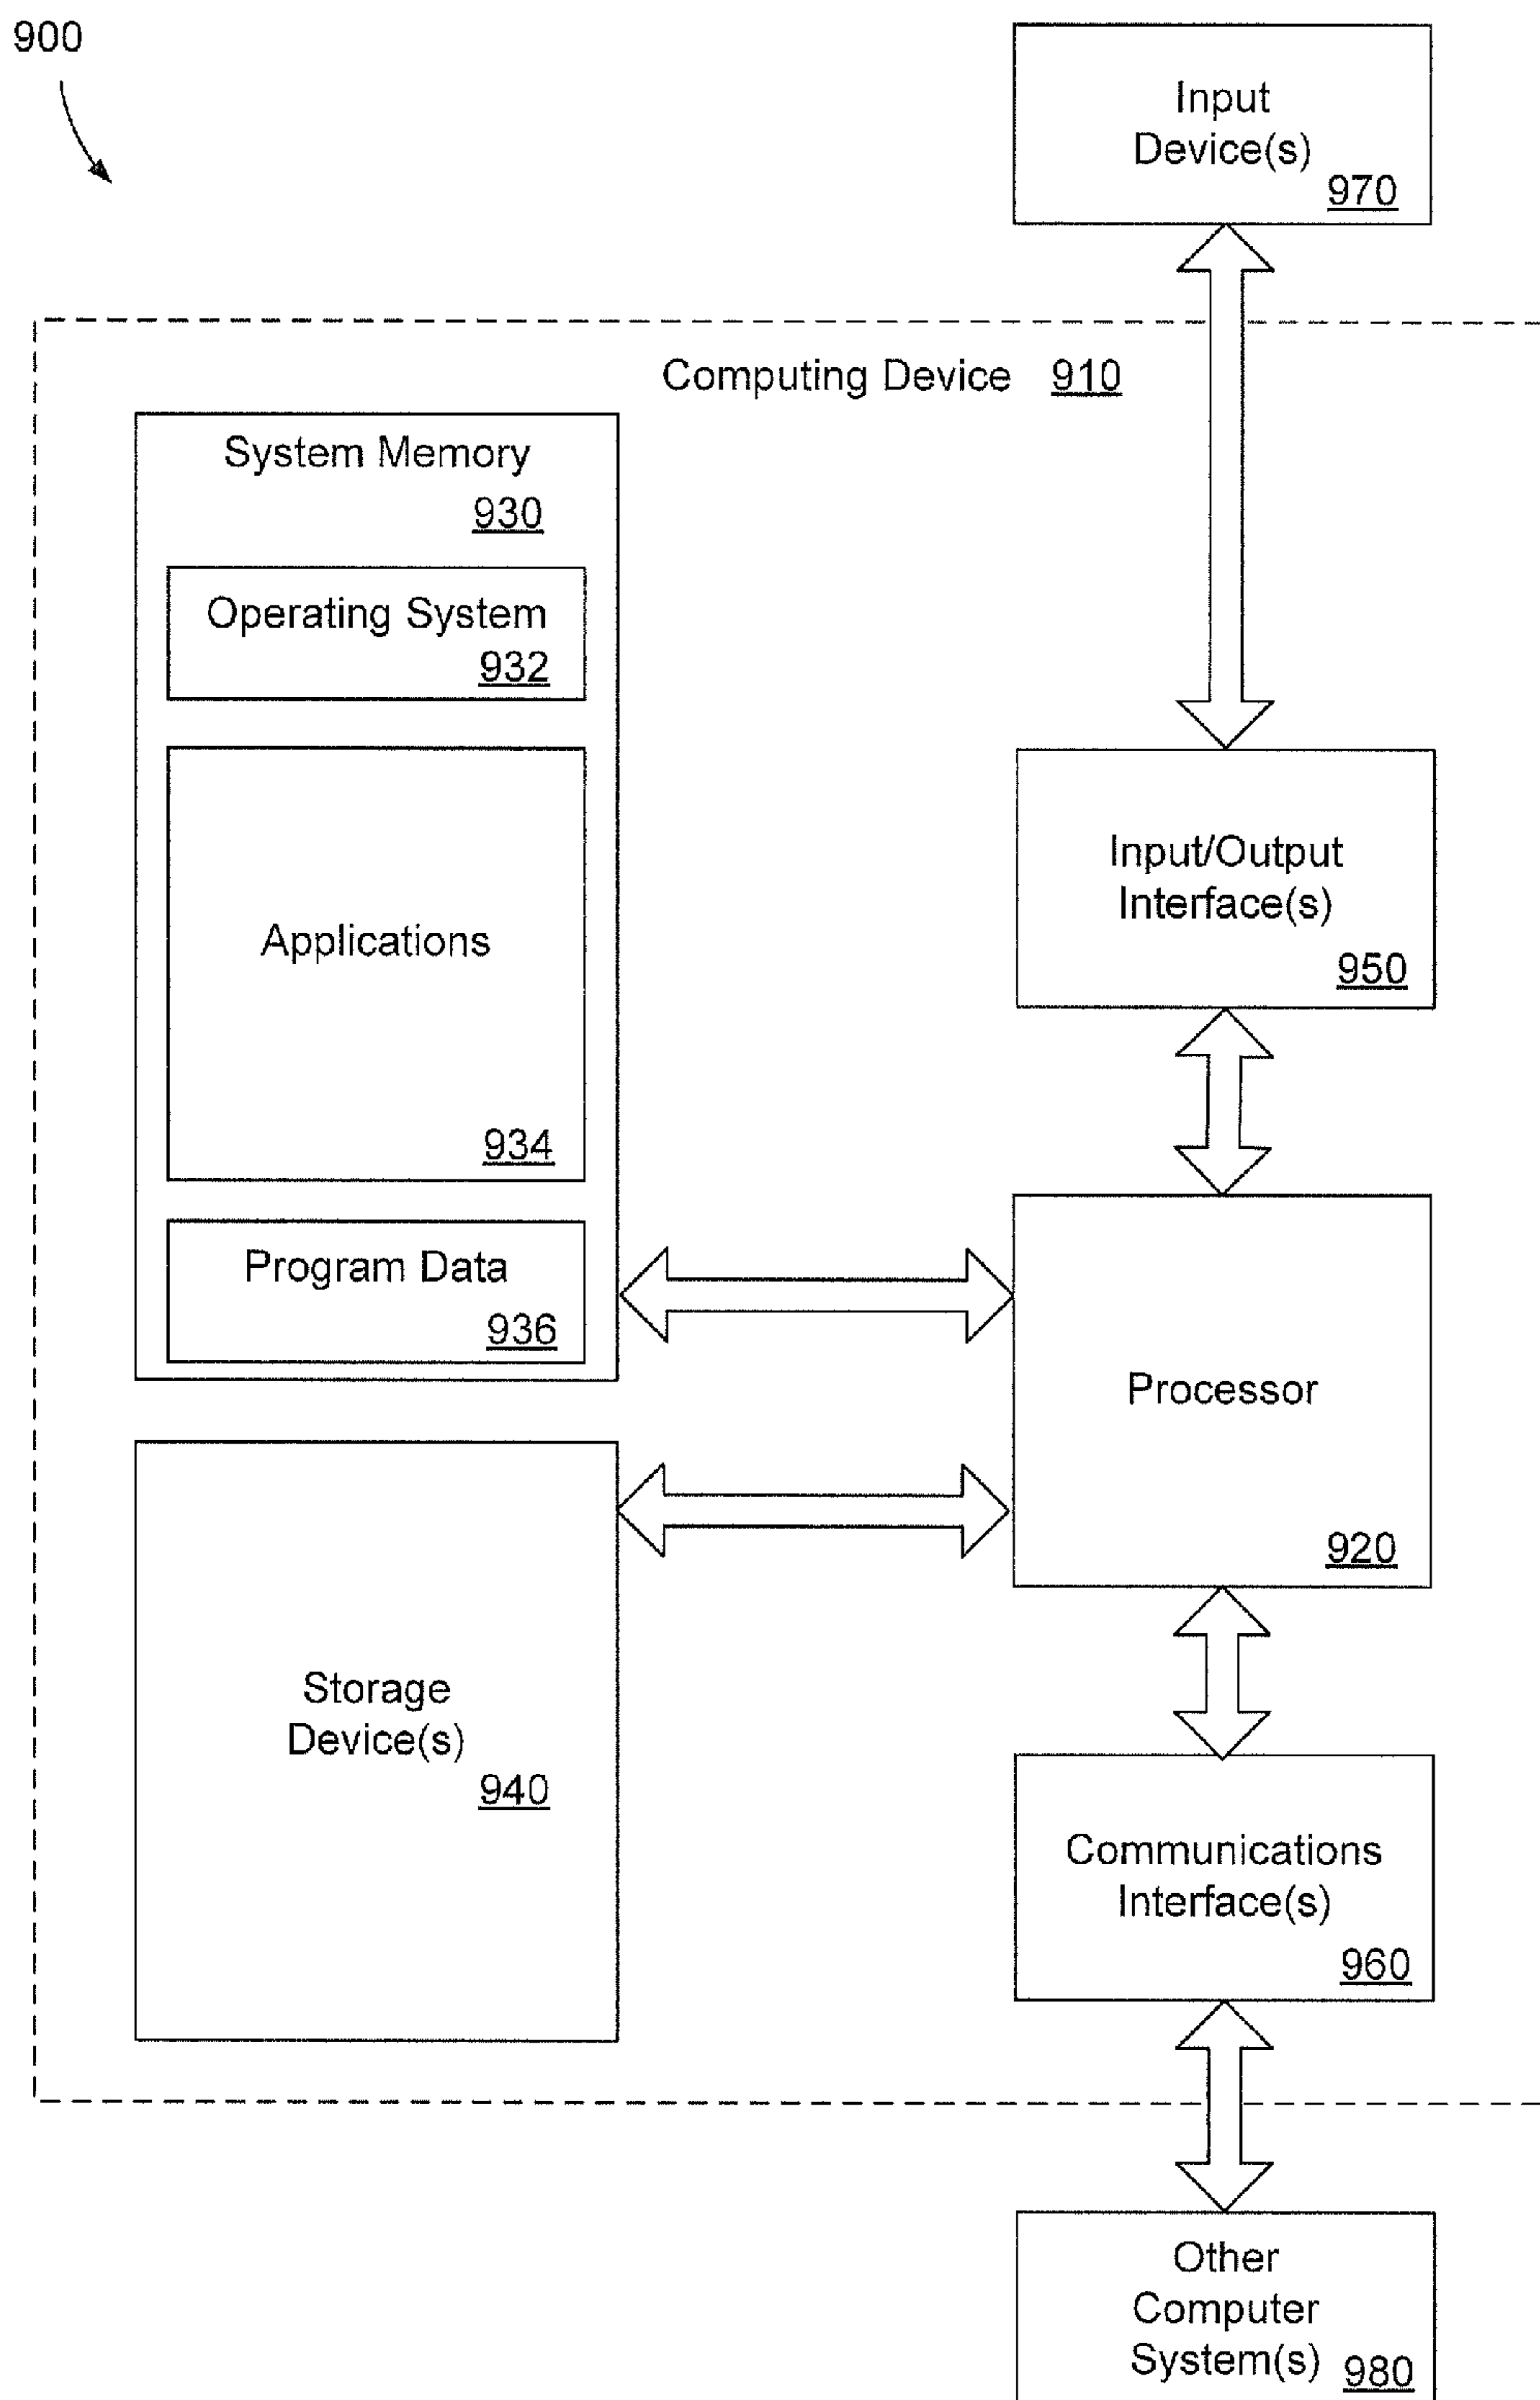 900
Input
Device(s)
970
Computing Device 910
System Memory
930
Operating System
932
Applications
934
Program Data
936
Input/Output
Interface(s)
950
Processor
920
Storage
Device(s)
940
Communications
Interface(s)
960
Other
Computer
System(s) 980